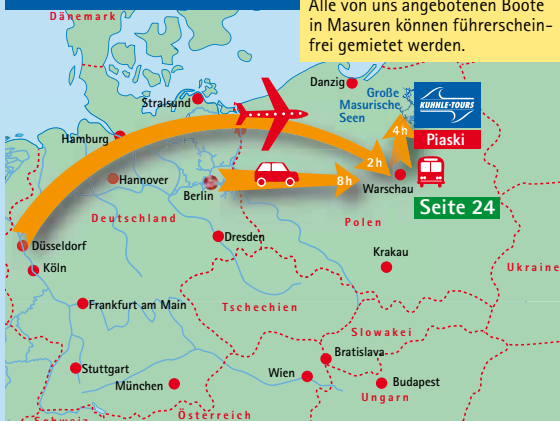 Alle von uns angebotenen Boote
in Masuren können führerschein-
frei gemietet werden.
Dänemark
Danzig
Stralsund
Große
Masurische
Seen
KUHNLE-TOURS
Hamburg
4h
Piaski
2h
Hannover
8h
Warschau
Berlin
Seite 24
Deutschland
Polen
Düsseldorf
Dresden
Krakau
Köln
Ukraine
Frankfurt am Main
Tschechien
Slowakei
Bratislava
Stuttgart
Wien
München
Budapest
Ungarn
Österreich
Schweiz